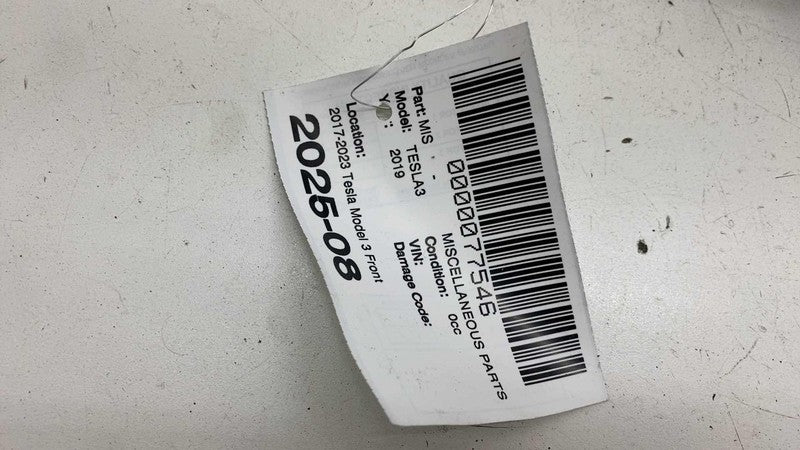 0000077546
Part: MIS - - MISCELLANEOUS PARTS
Model: TESLA3 Condition: 0cc
Y : 2019 VIN:
Damage Code:
Location:
2017-2023 Tesla Model 3 Front
2025-08